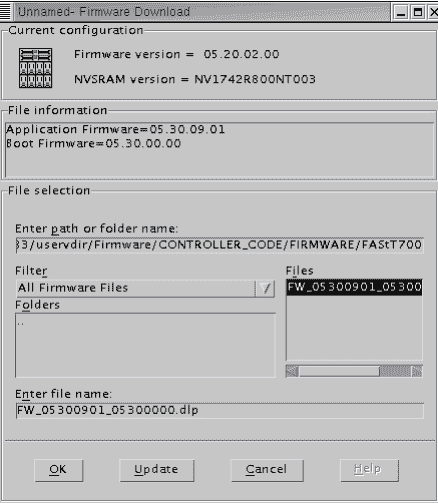 Unnamed- Firmware Download
Current configuration
Firmware version = 05.20.02.00
NVSRAM version = NV1742R800NT003
File information
Application Firmware=05.30.09.01
Boot Firmware=05.30.00.00
File selection
Enter path or folder name:
33/uservdir/Firmware/CONTROLLER_CODE/FIRMWARE/FAStT700
Filter
All Firmware Files
Folders
..
Files
FW_05300901_05300
Enter file name:
FW_05300901_05300000.dlp
OK
Update
Cancel
Help